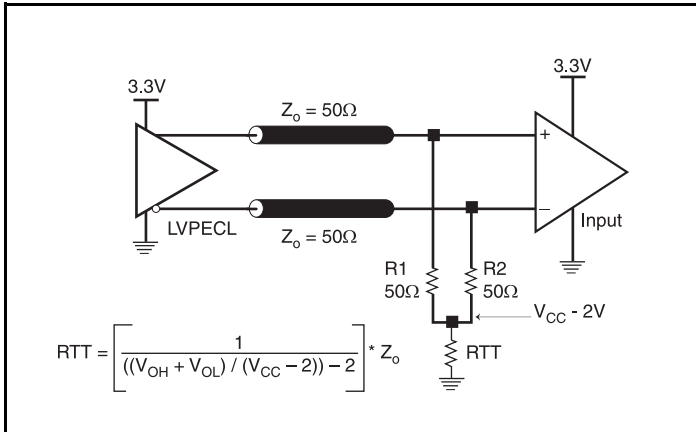 3.3V
3.3V
Zo = 50Ω
+
LVPECL
Zo = 50Ω
–
Input
R1
50Ω
R2
50Ω
VCC - 2V
RTT
RTT = [ 1 / ((VOH + VOL) / (VCC – 2)) – 2 ] * Zo